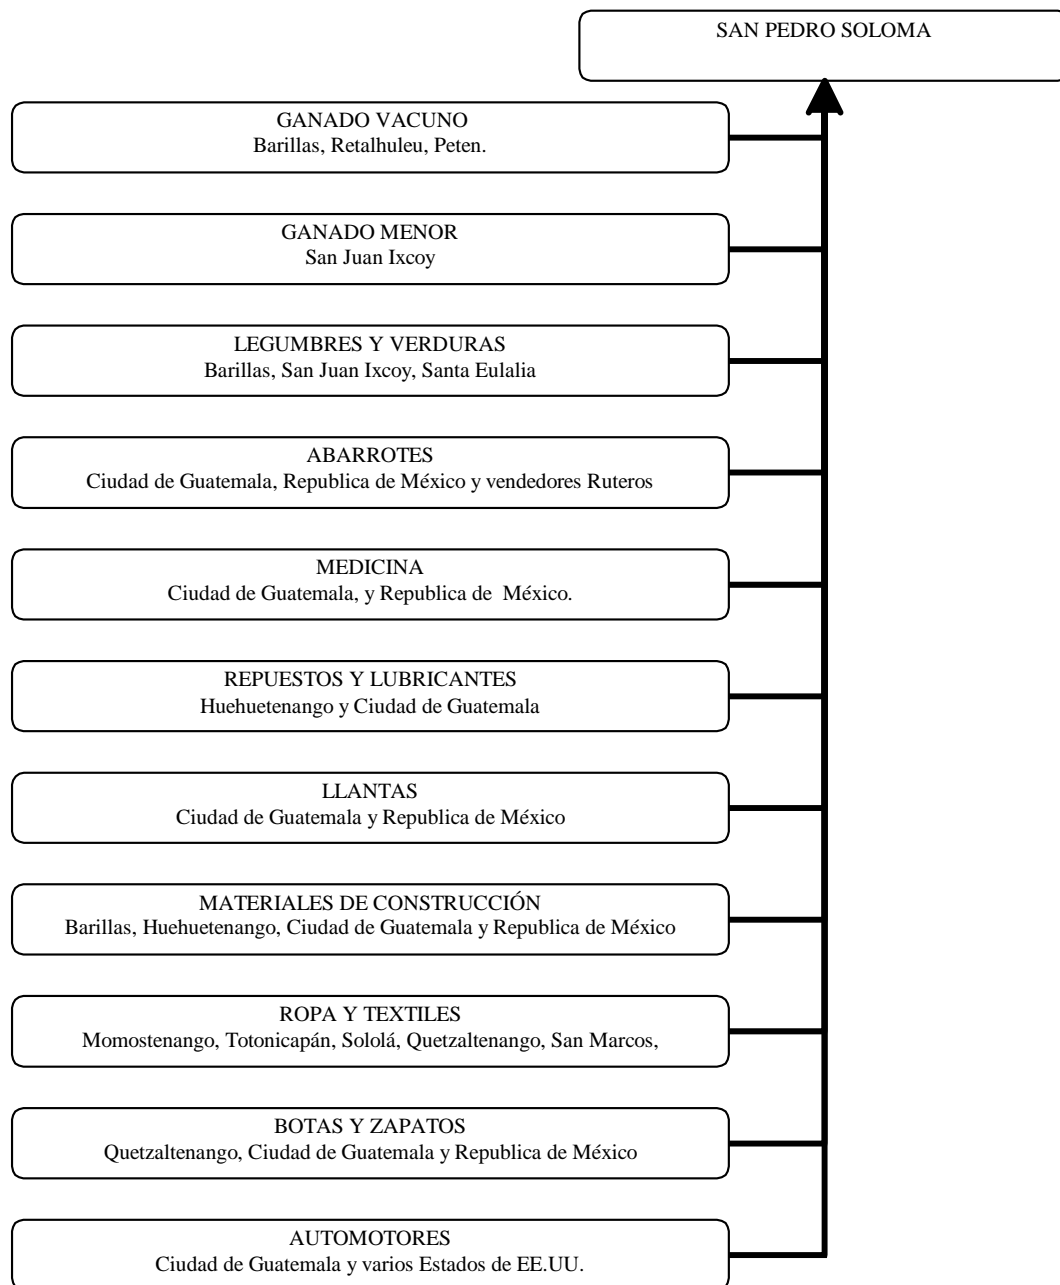 SAN PEDRO SOLOMA
GANADO VACUNO
Barillas, Retalhuleu, Peten.
GANADO MENOR
San Juan Ixcoy
LEGUMBRES Y VERDURAS
Barillas, San Juan Ixcoy, Santa Eulalia
ABARROTES
Ciudad de Guatemala, Republica de México y vendedores Ruteros
MEDICINA
Ciudad de Guatemala, y Republica de  México.
REPUESTOS Y LUBRICANTES
Huehuetenango y Ciudad de Guatemala
LLANTAS
Ciudad de Guatemala y Republica de México
MATERIALES DE CONSTRUCCIÓN
Barillas, Huehuetenango, Ciudad de Guatemala y Republica de México
ROPA Y TEXTILES
Momostenango, Totonicapán, Sololá, Quetzaltenango, San Marcos,
BOTAS Y ZAPATOS
Quetzaltenango, Ciudad de Guatemala y Republica de México
AUTOMOTORES
Ciudad de Guatemala y varios Estados de EE.UU.